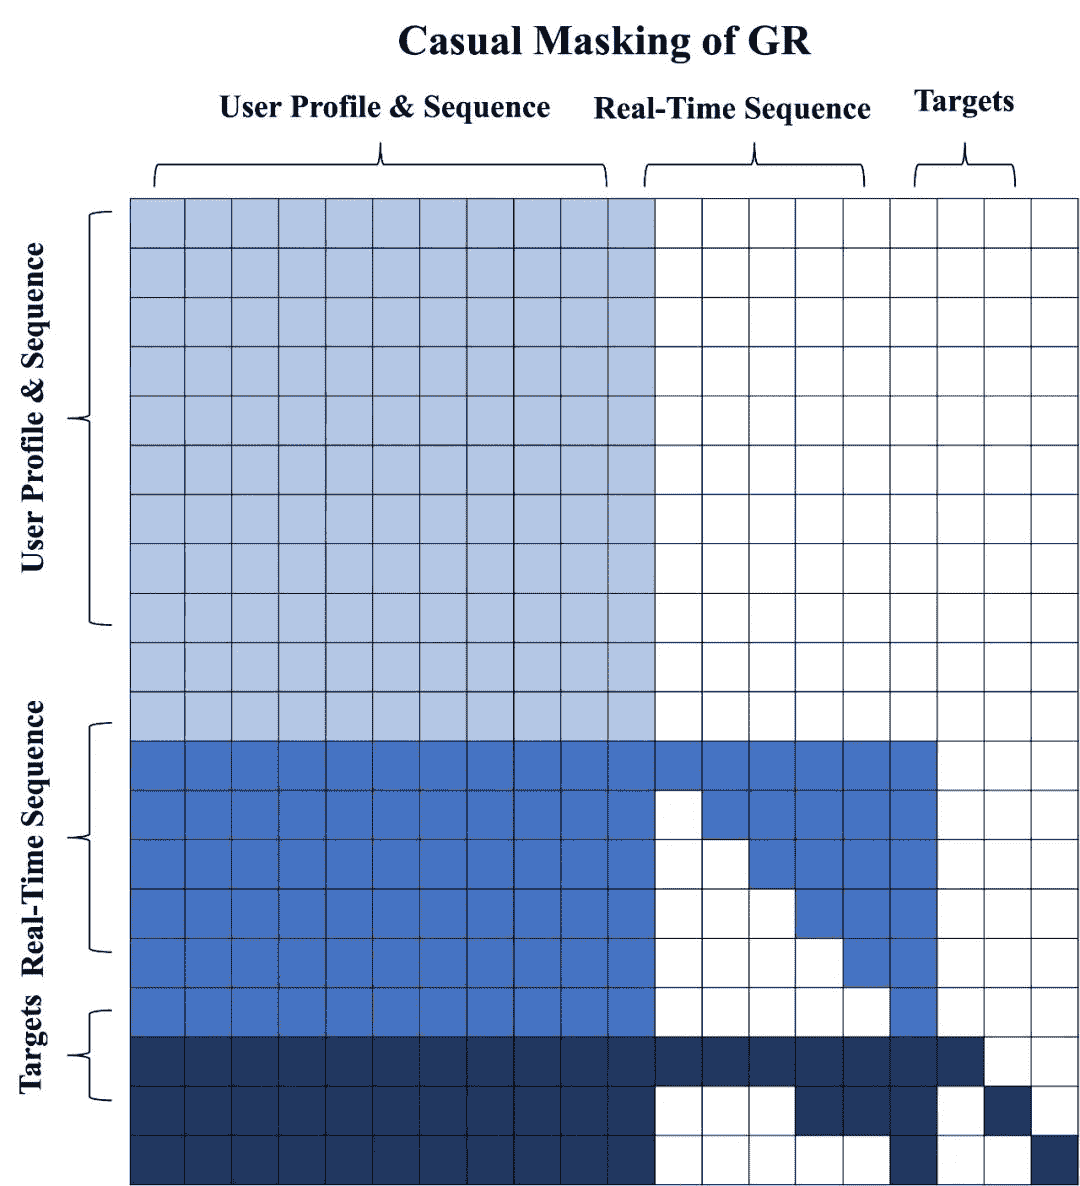 Casual Masking of GR
User Profile & Sequence
Real-Time Sequence
Targets
User Profile & Sequence
Real-Time Sequence
Targets